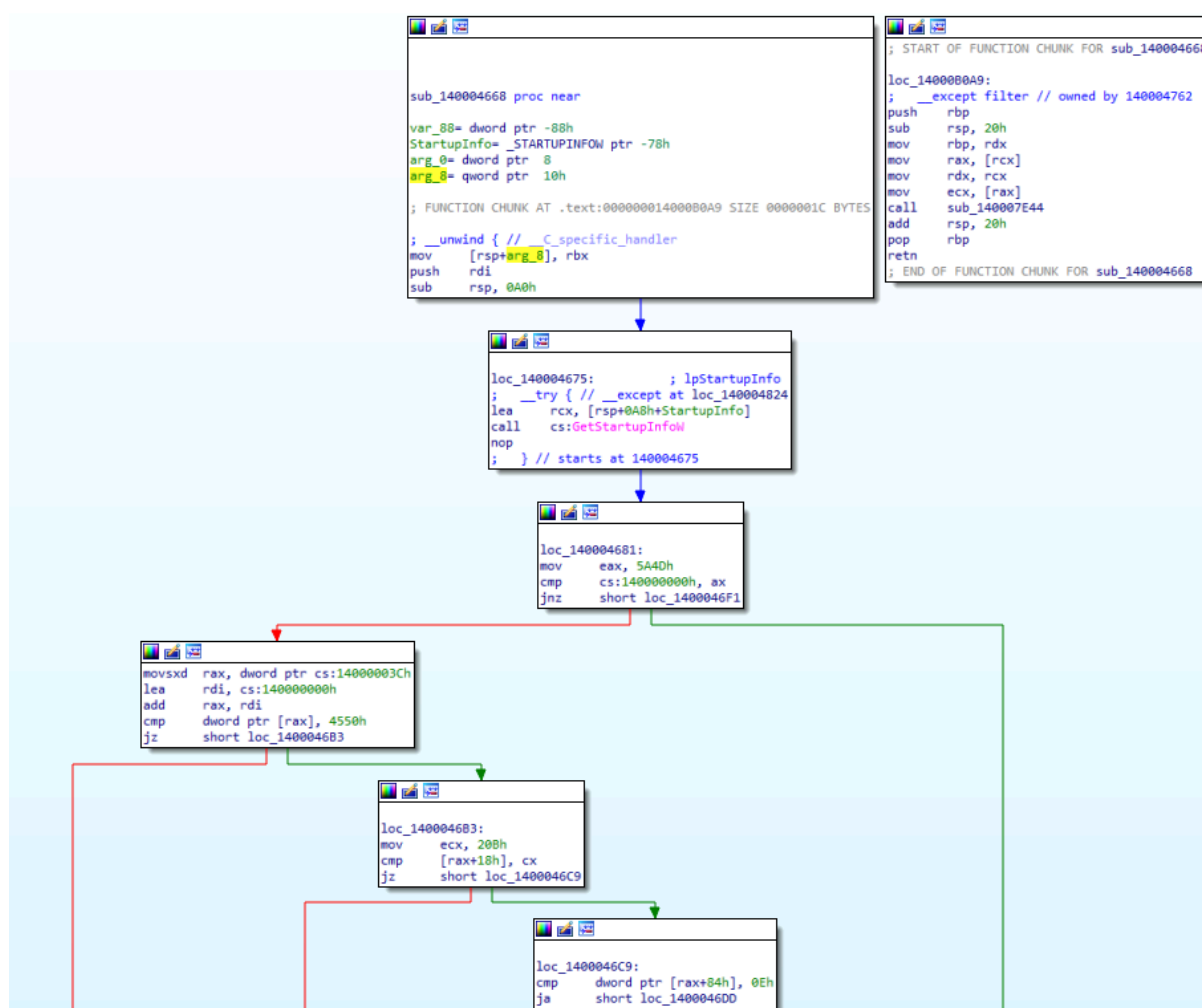 sub_140004668 proc near
var_88= dword ptr -88h
StartupInfo= _STARTUPINFOW ptr -78h
arg_0= dword ptr  8
arg_8= qword ptr  10h
; FUNCTION CHUNK AT .text:000000014000B0A9 SIZE 0000001C BYTES
; __unwind { // __C_specific_handler
mov     [rsp+arg_8], rbx
push    rdi
sub     rsp, 0A0h
; START OF FUNCTION CHUNK FOR sub_140004668
loc_14000B0A9:
;   __except filter // owned by 140004762
push    rbp
sub     rsp, 20h
mov     rbp, rdx
mov     rax, [rcx]
mov     rdx, rcx
mov     ecx, [rax]
call    sub_140007E44
add     rsp, 20h
pop     rbp
retn
; END OF FUNCTION CHUNK FOR sub_140004668
loc_140004675:          ; lpStartupInfo
;   __try { // __except at loc_140004824
lea     rcx, [rsp+0A8h+StartupInfo]
call    cs:GetStartupInfoW
nop
;   } // starts at 140004675
loc_140004681:
mov     eax, 5A4Dh
cmp     cs:140000000h, ax
jnz     short loc_1400046F1
movsxd  rax, dword ptr cs:14000003Ch
lea     rdi, cs:140000000h
add     rax, rdi
cmp     dword ptr [rax], 4550h
jz      short loc_1400046B3
loc_1400046B3:
mov     ecx, 20Bh
cmp     [rax+18h], cx
jz      short loc_1400046C9
loc_1400046C9:
cmp     dword ptr [rax+84h], 0Eh
ja      short loc_1400046DD